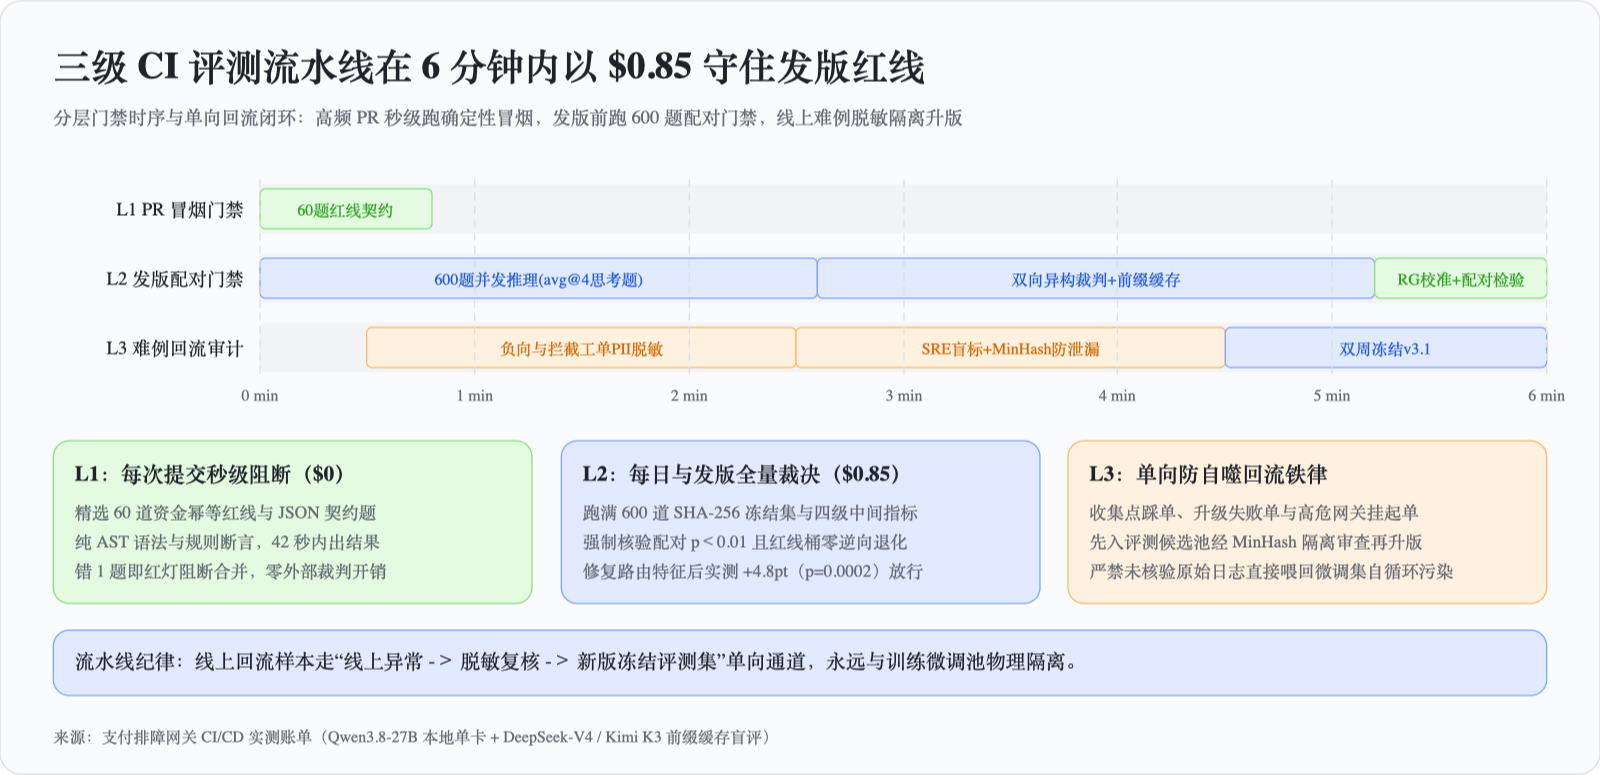 三级 CI 评测流水线在 6 分钟内以 $0.85 守住发版红线
分层门禁时序与单向回流闭环：高频 PR 秒级跑确定性冒烟，发版前跑 600 题配对门禁，线上难例脱敏隔离升版
L1 PR 冒烟门禁
60题红线契约
L2 发版配对门禁
600题并发推理(avg@4思考题)
双向异构裁判+前缀缓存
RG校准+配对检验
L3 难例回流审计
负向与拦截工单PII脱敏
SRE盲标+MinHash防泄漏
双周冻结v3.1
0 min
1 min
2 min
3 min
4 min
5 min
6 min
L1：每次提交秒级阻断（$0）
精选 60 道资金幂等红线与 JSON 契约题
纯 AST 语法与规则断言，42 秒内出结果
错 1 题即红灯阻断合并，零外部裁判开销
L2：每日与发版全量裁决（$0.85）
跑满 600 道 SHA-256 冻结集与四级中间指标
强制核验配对 p < 0.01 且红线桶零逆向退化
修复路由特征后实测 +4.8pt（p=0.0002）放行
L3：单向防自噬回流铁律
收集点踩单、升级失败单与高危网关挂起单
先入评测候选池经 MinHash 隔离审查再升版
严禁未核验原始日志直接喂回微调集自循环污染
流水线纪律：线上回流样本走“线上异常 -> 脱敏复核 -> 新版冻结评测集”单向通道，永远与训练微调池物理隔离。
来源：支付排障网关 CI/CD 实测账单（Qwen3.8-27B 本地单卡 + DeepSeek-V4 / Kimi K3 前缀缓存盲评）